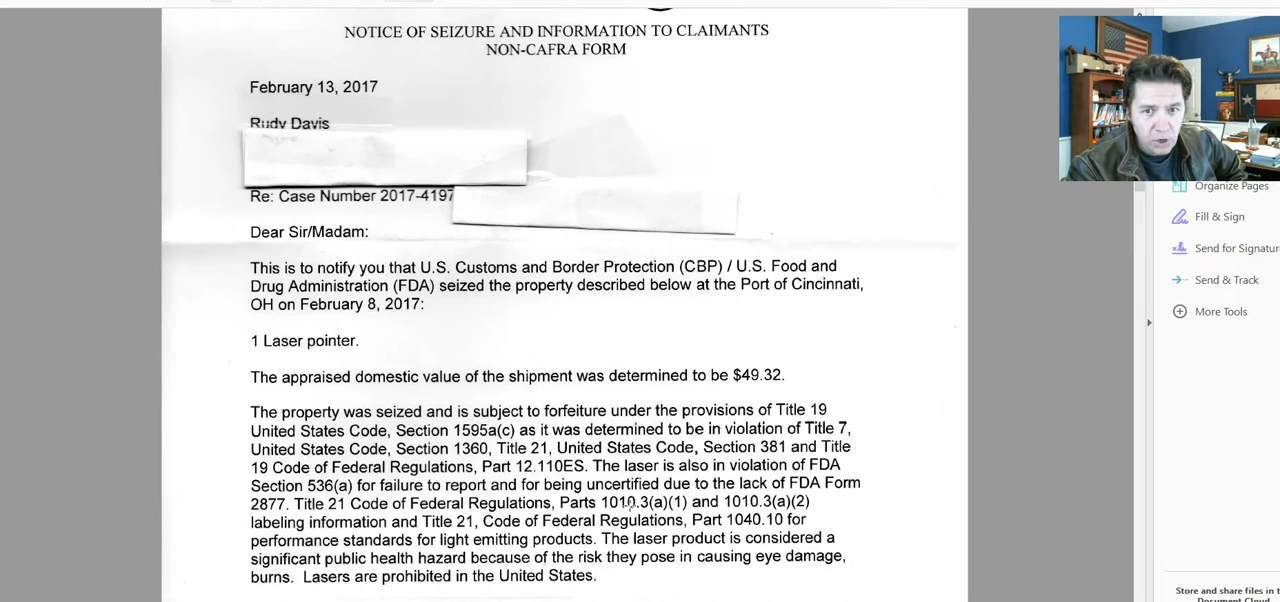 NOTICE OF SEIZURE AND INFORMATION TO CLAIMANTS
NON-CAFRA FORM
February 13, 2017
Rudy Davis
Re: Case Number 2017-4197
Dear Sir/Madam:
This is to notify you that U.S. Customs and Border Protection (CBP) / U.S. Food and
Drug Administration (FDA) seized the property described below at the Port of Cincinnati,
OH on February 8, 2017:
1 Laser pointer.
The appraised domestic value of the shipment was determined to be $49.32.
The property was seized and is subject to forfeiture under the provisions of Title 19
United States Code, Section 1595a(c) as it was determined to be in violation of Title 7,
United States Code, Section 1360, Title 21, United States Code, Section 381 and Title
19 Code of Federal Regulations, Part 12.110ES. The laser is also in violation of FDA
Section 536(a) for failure to report and for being uncertified due to the lack of FDA Form
2877. Title 21 Code of Federal Regulations, Parts 1010.3(a)(1) and 1010.3(a)(2)
labeling information and Title 21, Code of Federal Regulations, Part 1040.10 for
performance standards for light emitting products. The laser product is considered a
significant public health hazard because of the risk they pose in causing eye damage,
burns. Lasers are prohibited in the United States.
Organize Pages
Fill & Sign
Send for Signatur
Send & Track
More Tools
Store and share files in t
Document Cloud